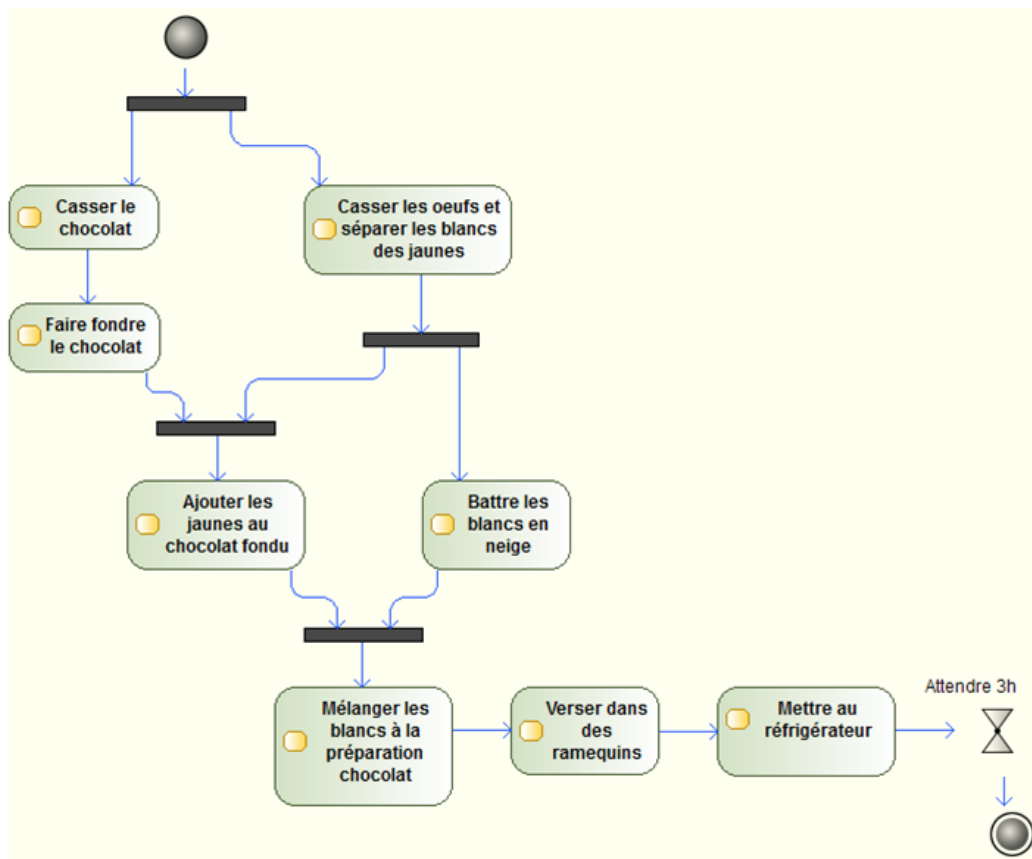 Casser le
chocolat
Casser les oeufs et
séparer les blancs
des jaunes
Faire fondre
le chocolat
Ajouter les
jaunes au
chocolat fondu
Battre les
blancs en
neige
Mélanger les
blancs à la
préparation
chocolat
Verser dans
des
ramequins
Mettre au
réfrigérateur
Attendre 3h